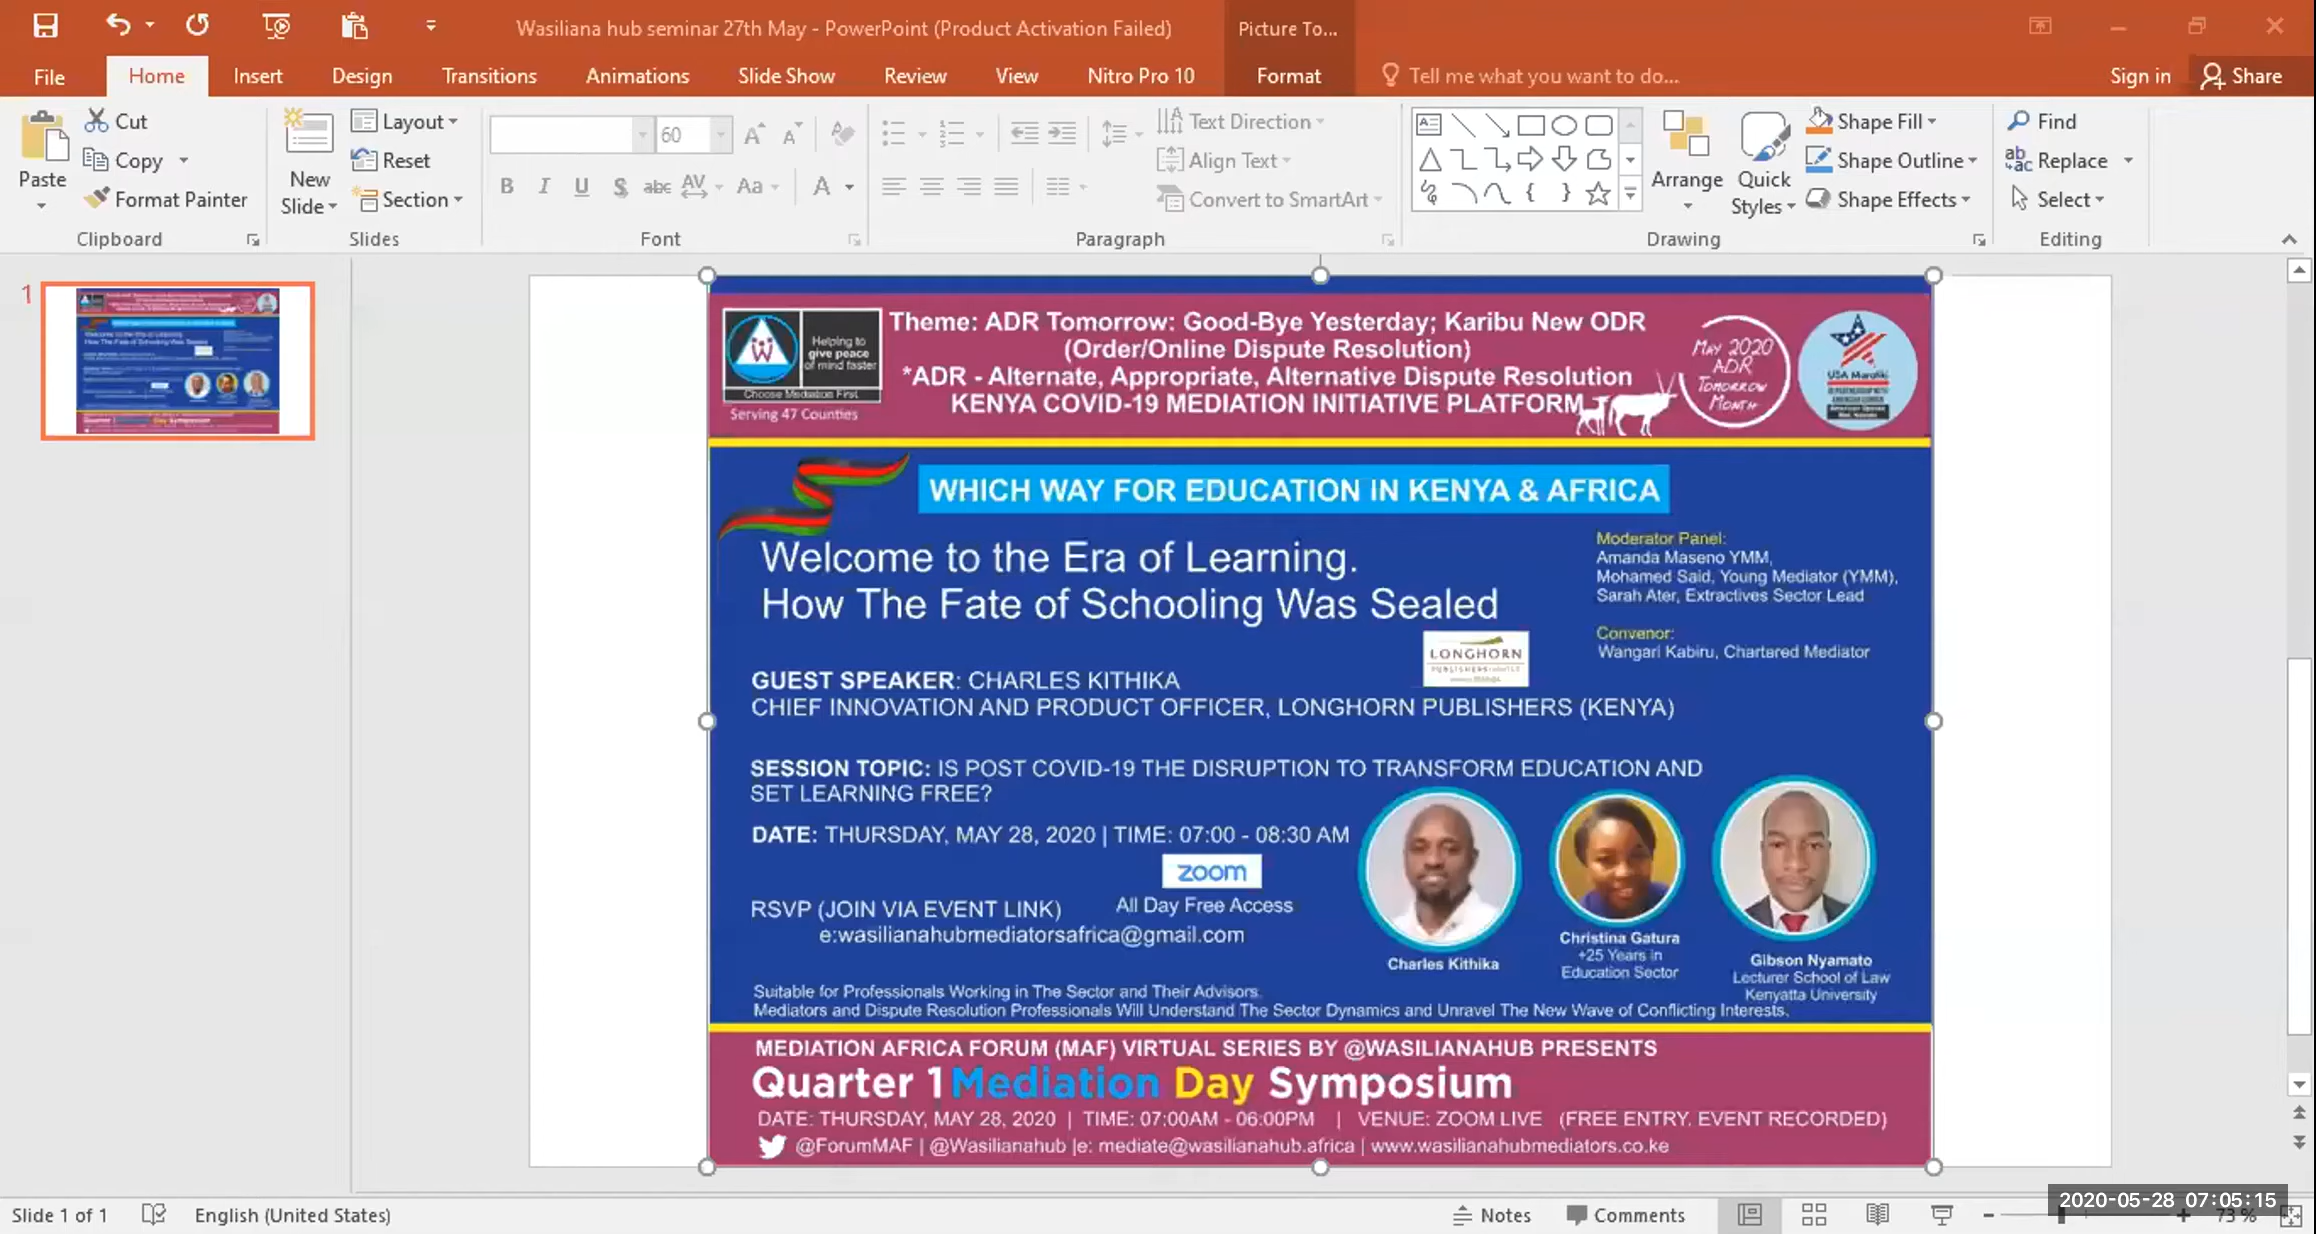 Wasiliana hub seminar 27th May - PowerPoint (Product Activation Failed)
Picture To...
File
Home
Insert
Design
Transitions
Animations
Slide Show
Review
View
Nitro Pro 10
Format
Tell me what you want to do...
Sign in
Share
Paste
Cut
Copy
Format Painter
Clipboard
New
Slide
Layout
Reset
Section
Slides
60
B I U S abc AV Aa A
Font
Text Direction
Align Text
Convert to SmartArt
Paragraph
Arrange
Quick
Styles
Shape Fill
Shape Outline
Shape Effects
Drawing
Find
Replace
Select
Editing
1
Helping to
give peace
of mind faster
Choose Mediation First
Serving 47 Counties
Theme: ADR Tomorrow: Good-Bye Yesterday; Karibu New ODR
(Order/Online Dispute Resolution)
*ADR - Alternate, Appropriate, Alternative Dispute Resolution
KENYA COVID-19 MEDIATION INITIATIVE PLATFORM
MAY 2020
ADR
TOMORROW
MONTH
WHICH WAY FOR EDUCATION IN KENYA & AFRICA
Welcome to the Era of Learning.
How The Fate of Schooling Was Sealed
Moderator Panel:
Amanda Maseno YMM,
Mohamed Said, Young Mediator (YMM),
Sarah Ater, Extractives Sector Lead
Convenor:
Wangari Kabiru, Chartered Mediator
LONGHORN
PUBLISHERS
GUEST SPEAKER: CHARLES KITHIKA
CHIEF INNOVATION AND PRODUCT OFFICER, LONGHORN PUBLISHERS (KENYA)
SESSION TOPIC: IS POST COVID-19 THE DISRUPTION TO TRANSFORM EDUCATION AND
SET LEARNING FREE?
DATE: THURSDAY, MAY 28, 2020 | TIME: 07:00 - 08:30 AM
zoom
All Day Free Access
RSVP (JOIN VIA EVENT LINK)
e:wasilianahubmediatorsafrica@gmail.com
Charles Kithika
Christina Gatura
+25 Years in
Education Sector
Gibson Nyamato
Lecturer School of Law
Kenyatta University
Suitable for Professionals Working in The Sector and Their Advisors.
Mediators and Dispute Resolution Professionals Will Understand The Sector Dynamics and Unravel The New Wave of Conflicting Interests.
MEDIATION AFRICA FORUM (MAF) VIRTUAL SERIES BY @WASILIANAHUB PRESENTS
Quarter 1 Mediation Day Symposium
DATE: THURSDAY, MAY 28, 2020 | TIME: 07:00AM - 06:00PM | VENUE: ZOOM LIVE (FREE ENTRY. EVENT RECORDED)
@ForumMAF | @Wasilianahub |e: mediate@wasilianahub.africa | www.wasilianahubmediators.co.ke
Slide 1 of 1
English (United States)
Notes
Comments
73 %
2020-05-28 07:05:15